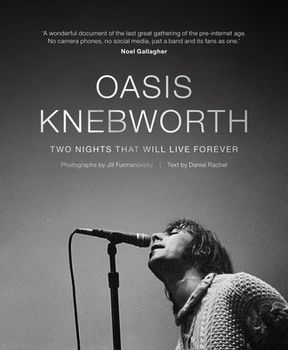 'A wonderful document of the last great gathering of the pre-internet age.
No camera phones, no social media, just a band and its fans as one.'
Noel Gallagher
OASIS
KNEBWORTH
TWO NIGHTS THAT WILL LIVE FOREVER
Photographs by Jill Furmanovsky | Text by Daniel Rachel